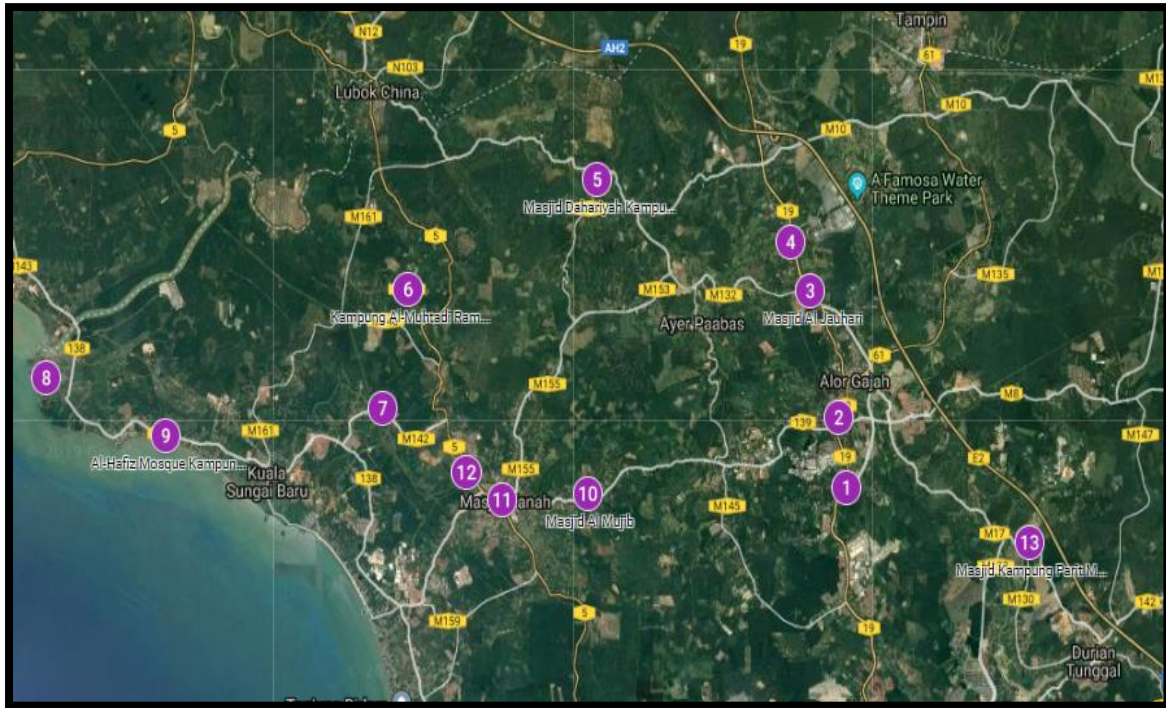 Tampin
N12
19
AH2
61
N103
M13
Lubok China
M10
M10
5
5
A'Famosa Water
Theme Park
Masjid Dahariyah Kampu...
19
M161
5
4
143
M135
6
M153
3
M132
Kampung Al-Muhtadi Ram...
Masjid Al Jauhari
Ayer Paabas
138
61
8
M155
Alor Gajah
M8
7
2
139
9
M161
M142
5
M147
Al-Hafiz Mosque Kampun...
Kuala
Sungai Baru
19
E2
12
M155
138
1
10
11
M145
Masjid Al Mujib
M17
13
Masjid Kampung Parit M...
M130
142
5
M159
19
Durian
Tunggal